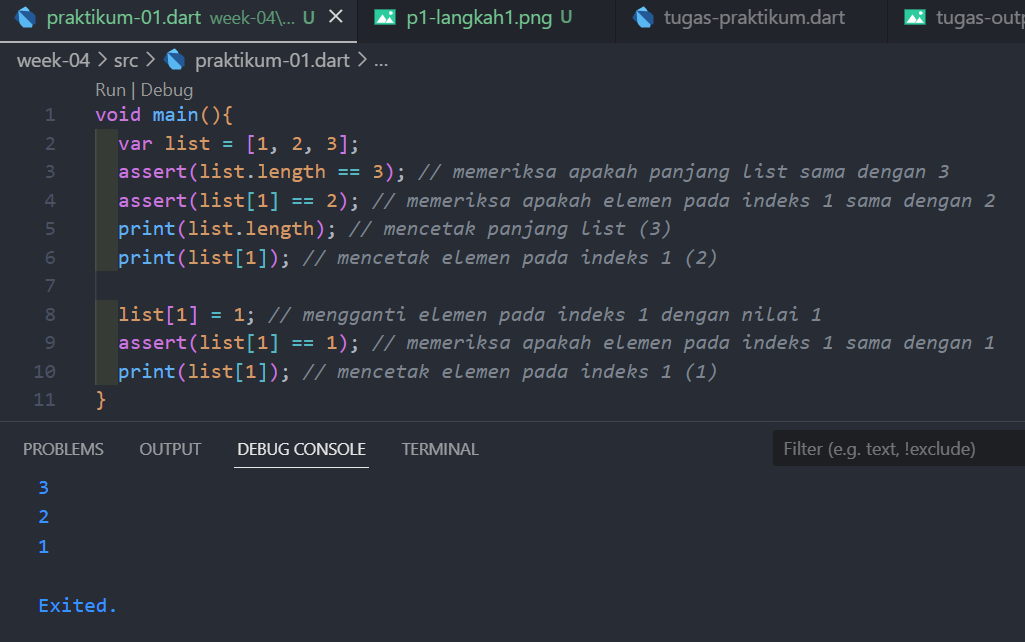 praktikum-01.dart week-04\... U
p1-langkah1.png U
tugas-praktikum.dart
tugas-outp
week-04 > src > praktikum-01.dart > ...
Run | Debug
1 void main(){
2 var list = [1, 2, 3];
3 assert(list.length == 3); // memeriksa apakah panjang list sama dengan 3
4 assert(list[1] == 2); // memeriksa apakah elemen pada indeks 1 sama dengan 2
5 print(list.length); // mencetak panjang list (3)
6 print(list[1]); // mencetak elemen pada indeks 1 (2)
7
8 list[1] = 1; // mengganti elemen pada indeks 1 dengan nilai 1
9 assert(list[1] == 1); // memeriksa apakah elemen pada indeks 1 sama dengan 1
10 print(list[1]); // mencetak elemen pada indeks 1 (1)
11 }
PROBLEMS OUTPUT DEBUG CONSOLE TERMINAL Filter (e.g. text, !exclude)
3
2
1
Exited.